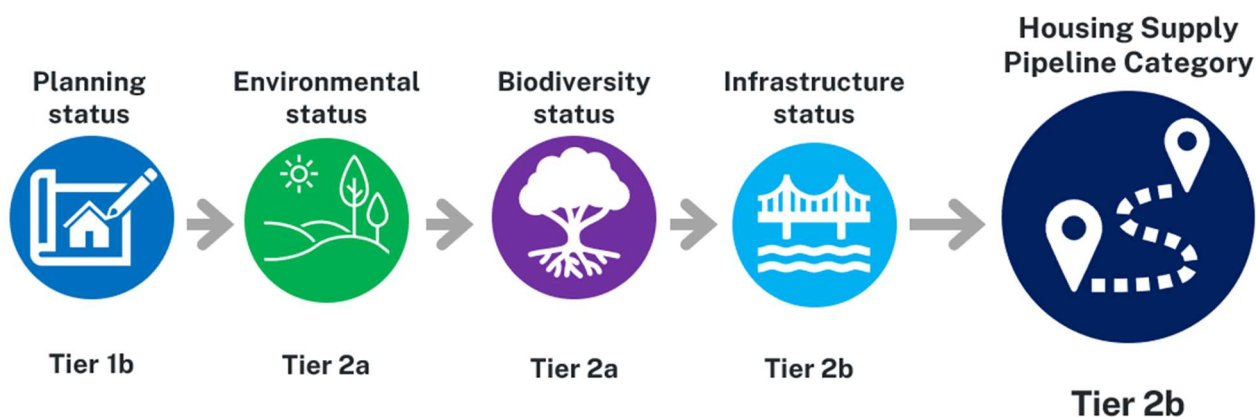 Planning
status
Environmental
status
Biodiversity
status
Infrastructure
status
Housing Supply
Pipeline Category
Tier 1b
Tier 2a
Tier 2a
Tier 2b
Tier 2b